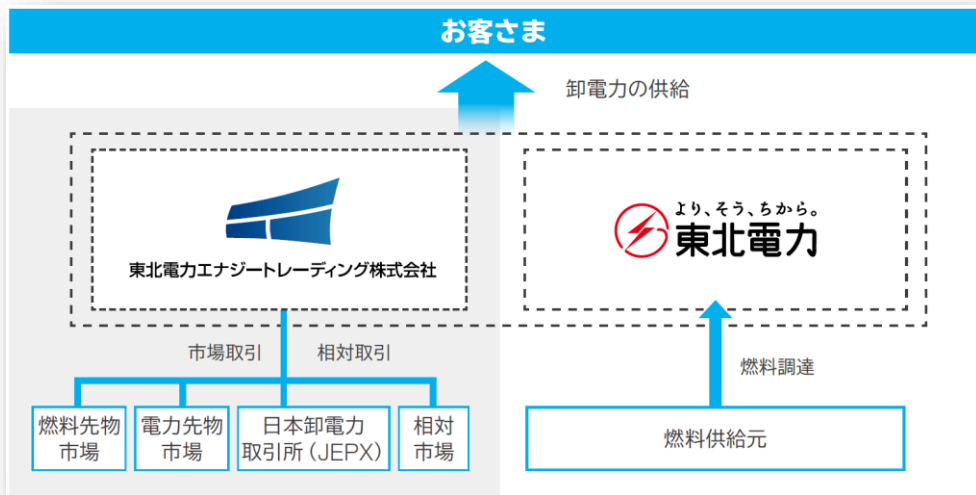 お客さま
卸電力の供給
東北電力エナジートレーディング株式会社
より、そう、ちから。
東北電力
市場取引
相対取引
燃料調達
燃料先物
市場
電力先物
市場
日本卸電力
取引所（JEPX）
相対
市場
燃料供給元